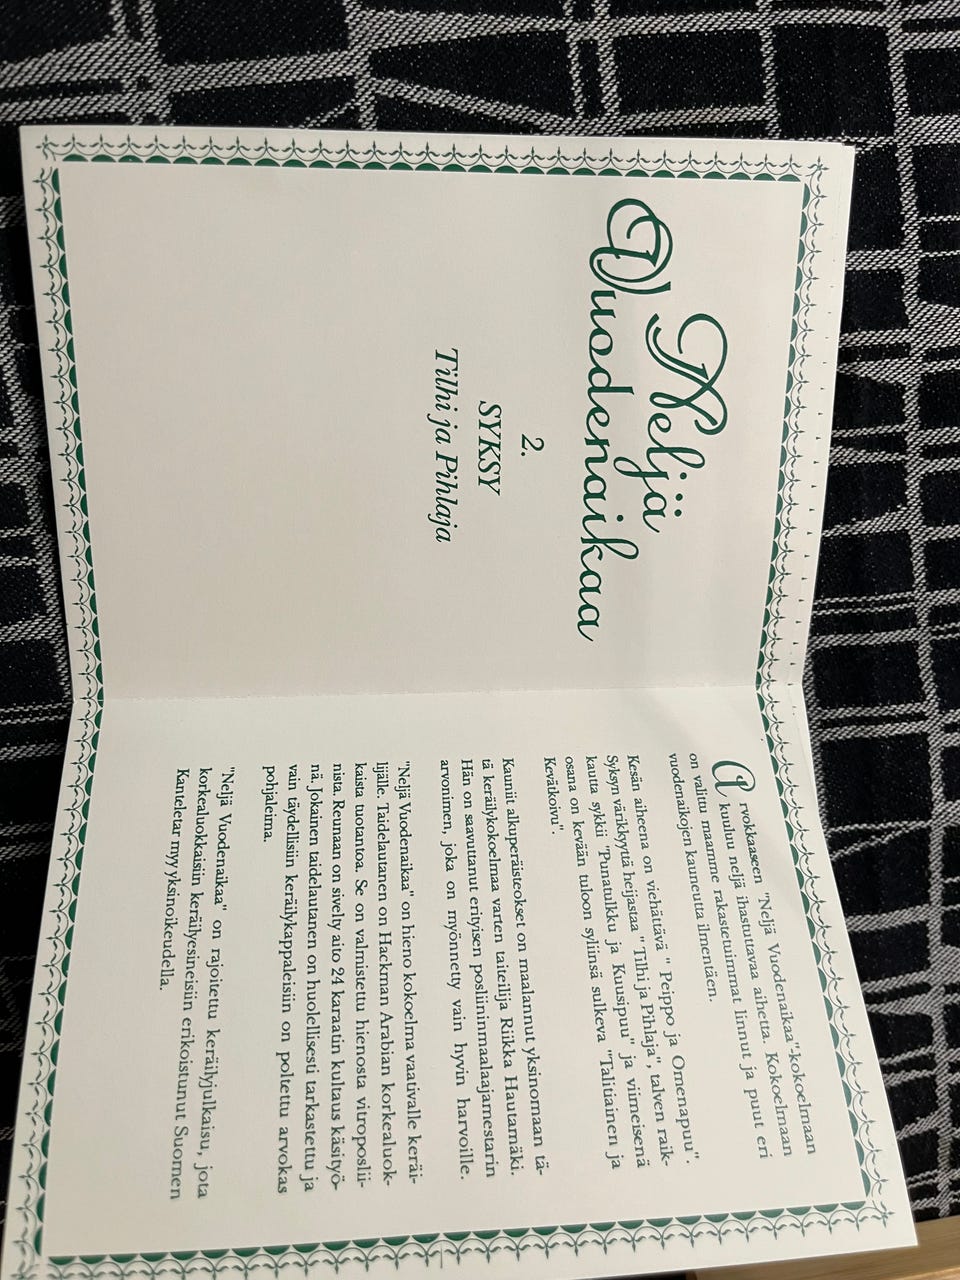 Neljä
Vuodenaikaa
2.
SYKSY
Tilhi ja Pihlaja
Arvokkaaseen "Neljä Vuodenaikaa"-kokoelmaan
kuuluu neljä ihastuttavaa aihetta. Kokoelmaan
on valittu maamme rakastetuimmat linnut ja puut eri
vuodenaikojen kauneutta ilmentäen.
Kesän aiheena on viehättävä " Peippo ja Omenapuu".
Syksyn värikkyyttä heijastaa "Tilhi ja Pihlaja", talven raik-
kautta sykkii "Punatulkku ja Kuusipuu" ja viimeisenä
osana on kevään tuloon syliinsä sulkeva "Talitiainen ja
Kevätkoivu".
Kauniit alkuperäisteokset on maalannut yksinomaan tä-
tä keräilykokoelmaa varten taiteilija Riikka Hautamäki.
Hän on saavuttanut erityisen posliininmaalaajamestarin
arvonimen, joka on myönnetty vain hyvin harvoille.
"Neljä Vuodenaikaa" on hieno kokoelma vaativalle keräi-
lijälle. Taidelautanen on Hackman Arabian korkealuok-
kaista tuotantoa. Se on valmistettu hienosta vitroposlii-
nista. Reunaan on sivelty aito 24 karaatin kultaus käsityö-
nä. Jokainen taidelautanen on huolellisesti tarkastettu ja
vain täydellisiin keräilykappaleisiin on poltettu arvokas
pohjaleima.
"Neljä Vuodenaikaa" on rajoitettu keräilyjulkaisu, jota
korkealuokkaisiin keräilyesineisiin erikoistunut Suomen
Kanteletar myy yksinoikeudella.